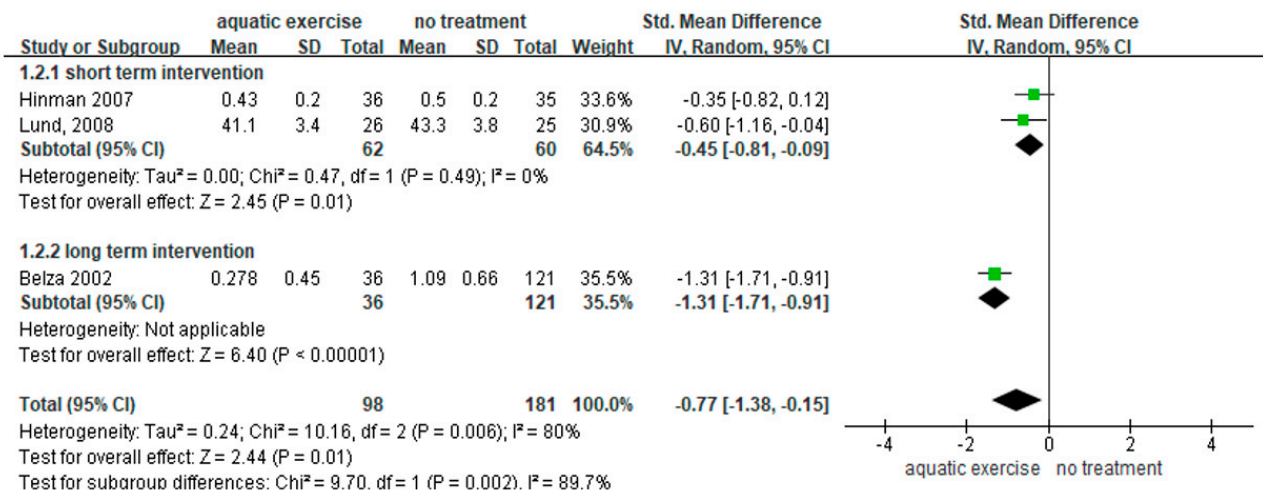 aquatic exercise no treatment Std. Mean Difference Std. Mean Difference
Study or Subgroup Mean SD Total Mean SD Total Weight IV, Random, 95% CI IV, Random, 95% CI
1.2.1 short term intervention
Hinman 2007 0.43 0.2 36 0.5 0.2 35 33.6% -0.35 [-0.82, 0.12]
Lund, 2008 41.1 3.4 26 43.3 3.8 25 30.9% -0.60 [-1.16, -0.04]
Subtotal (95% CI) 62 60 64.5% -0.45 [-0.81, -0.09]
Heterogeneity: Tau² = 0.00; Chi² = 0.47, df = 1 (P = 0.49); I² = 0%
Test for overall effect: Z = 2.45 (P = 0.01)
1.2.2 long term intervention
Belza 2002 0.278 0.45 36 1.09 0.66 121 35.5% -1.31 [-1.71, -0.91]
Subtotal (95% CI) 36 121 35.5% -1.31 [-1.71, -0.91]
Heterogeneity: Not applicable
Test for overall effect: Z = 6.40 (P < 0.00001)
Total (95% CI) 98 181 100.0% -0.77 [-1.38, -0.15]
Heterogeneity: Tau² = 0.24; Chi² = 10.16, df = 2 (P = 0.006); I² = 80%
Test for overall effect: Z = 2.44 (P = 0.01)
Test for subgroup differences: Chi² = 9.70, df = 1 (P = 0.002), I² = 89.7%
-4 -2 0 2 4
aquatic exercise no treatment